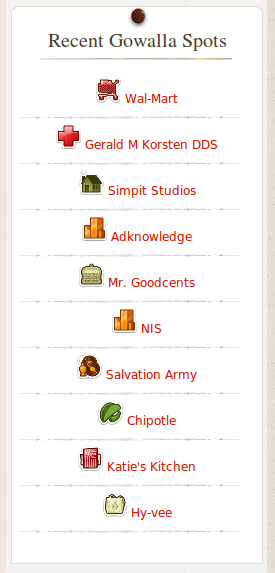 Recent Gowalla Spots
Wal-Mart
Gerald M Korsten DDS
Simpit Studios
Adknowledge
Mr. Goodcents
NIS
Salvation Army
Chipotle
Katie's Kitchen
Hy-vee